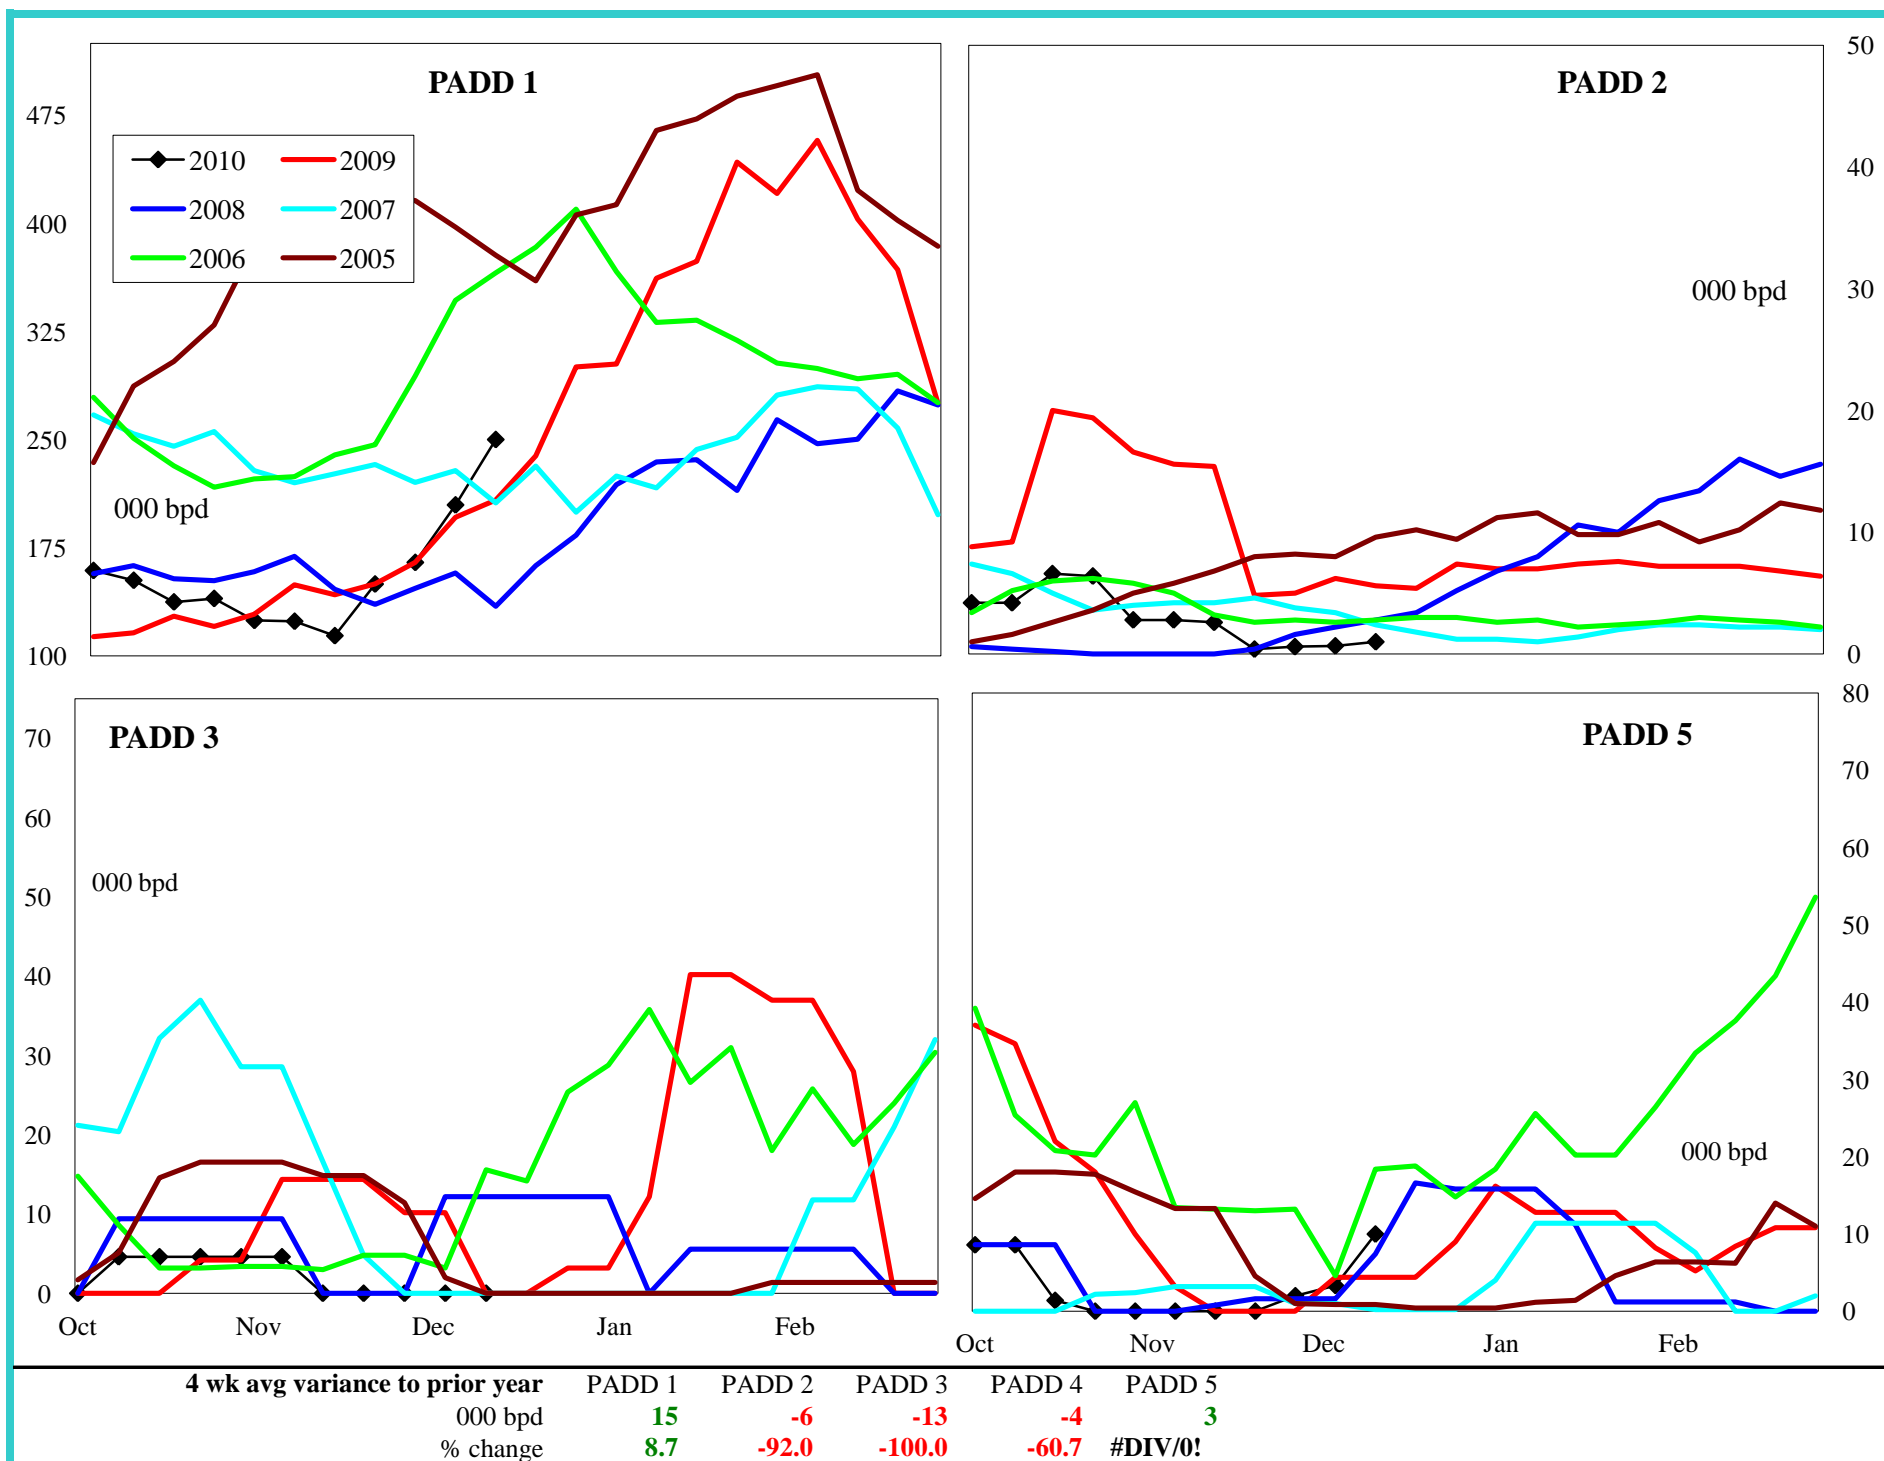 PADD 1
475
400
325
250
175
100
2010 2009
2008 2007
2006 2005
000 bpd
PADD 2
50
40
30
20
10
0
000 bpd
PADD 3
70
60
50
40
30
20
10
0
000 bpd
Oct Nov Dec Jan Feb
PADD 5
80
70
60
50
40
30
20
10
0
000 bpd
Oct Nov Dec Jan Feb
4 wk avg variance to prior year PADD 1 PADD 2 PADD 3 PADD 4 PADD 5
000 bpd 15 -6 -13 -4 3
% change 8.7 -92.0 -100.0 -60.7 #DIV/0!